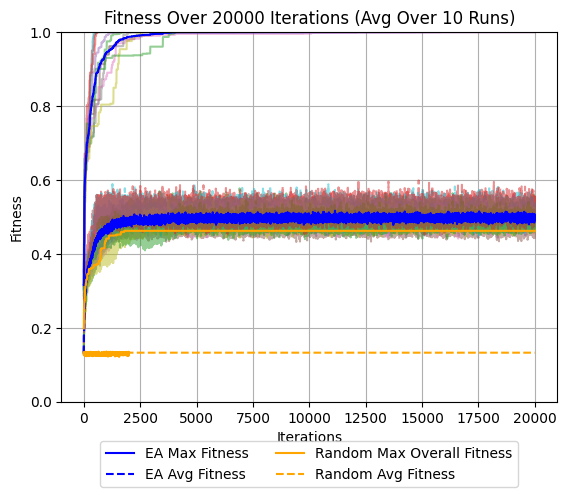 Fitness Over 20000 Iterations (Avg Over 10 Runs)
1.0
0.8
0.6
0.4
0.2
0.0
Fitness
0 2500 5000 7500 10000 12500 15000 17500 20000
Iterations
EA Max Fitness
EA Avg Fitness
Random Max Overall Fitness
Random Avg Fitness